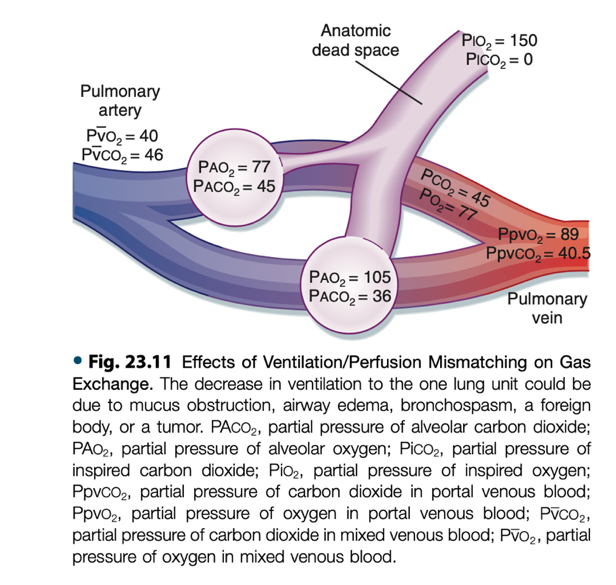 Anatomic
dead space
PIO₂ = 150
PICO₂ = 0
Pulmonary
artery
Pv̄O₂ = 40
Pv̄CO₂ = 46
PAO₂ = 77
PACO₂ = 45
PCO₂ = 45
PO₂ = 77
PpvO₂ = 89
PpvCO₂ = 40.5
PAO₂ = 105
PACO₂ = 36
Pulmonary
vein
• Fig. 23.11 Effects of Ventilation/Perfusion Mismatching on Gas
Exchange. The decrease in ventilation to the one lung unit could be
due to mucus obstruction, airway edema, bronchospasm, a foreign
body, or a tumor. PACO₂, partial pressure of alveolar carbon dioxide;
PAO₂, partial pressure of alveolar oxygen; PiCO₂, partial pressure of
inspired carbon dioxide; PiO₂, partial pressure of inspired oxygen;
PpvCO₂, partial pressure of carbon dioxide in portal venous blood;
PpvO₂, partial pressure of oxygen in portal venous blood; Pv̄CO₂,
partial pressure of carbon dioxide in mixed venous blood; Pv̄O₂, partial
pressure of oxygen in mixed venous blood.